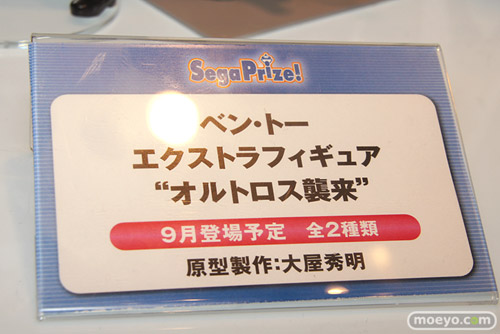 SegaPrize!
ベン・トー
エクストラフィギュア
“オルトロス襲来”
9月登場予定 全2種類
原型製作:大屋秀明
moeyo.com